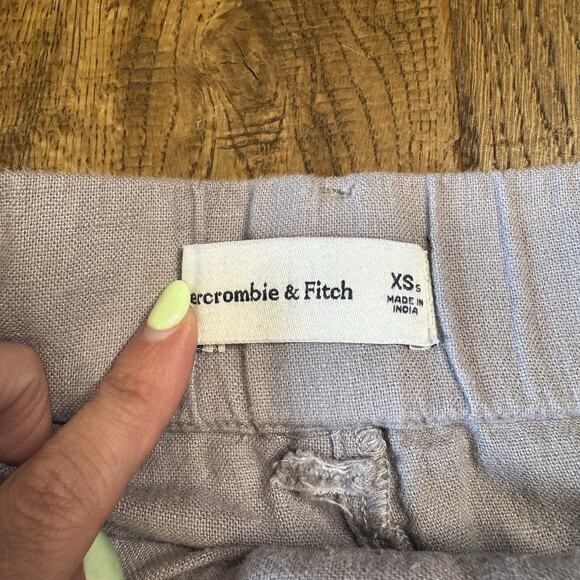 ercrombie & Fitch
XS s
MADE IN
INDIA